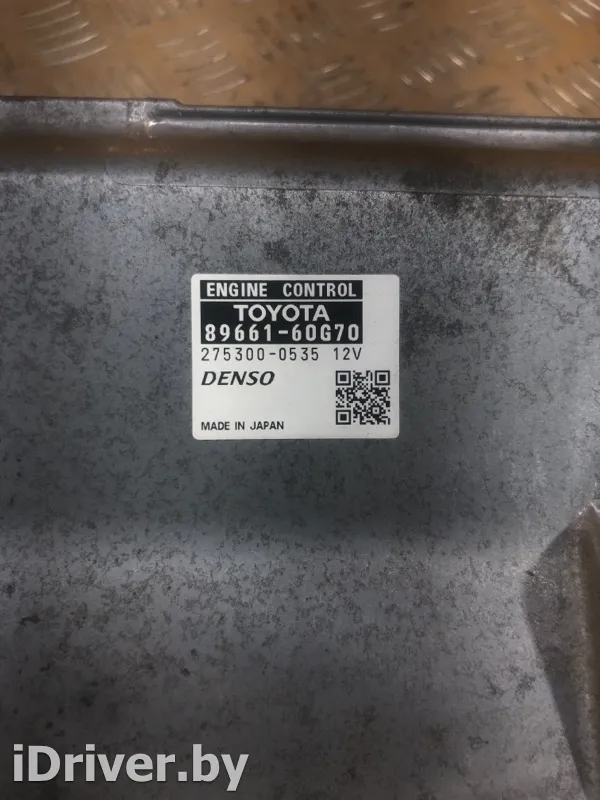 ENGINE CONTROL
TOYOTA
89661-60G70
275300-0535 12V
DENSO
MADE IN JAPAN
iDriver.by